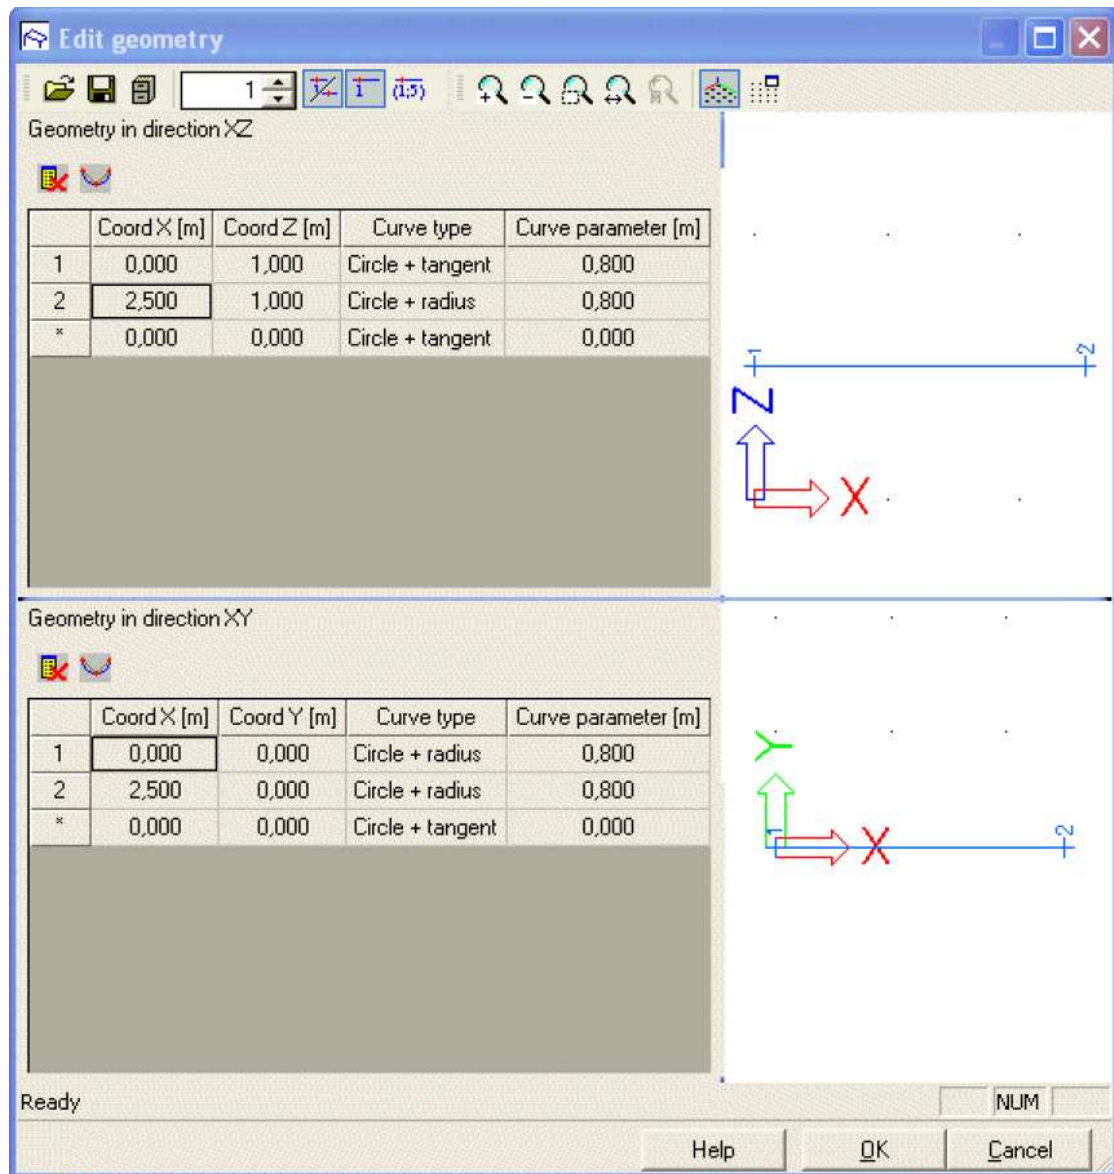 Edit geometry
1
(1.5)
Geometry in direction XZ
Coord X [m] Coord Z [m] Curve type Curve parameter [m]
1 0,000 1,000 Circle + tangent 0,800
2 2,500 1,000 Circle + radius 0,800
* 0,000 0,000 Circle + tangent 0,000
1 2
Z
X
Geometry in direction XY
Coord X [m] Coord Y [m] Curve type Curve parameter [m]
1 0,000 0,000 Circle + radius 0,800
2 2,500 0,000 Circle + radius 0,800
* 0,000 0,000 Circle + tangent 0,000
Y
1 X 2
Ready NUM
Help OK Cancel